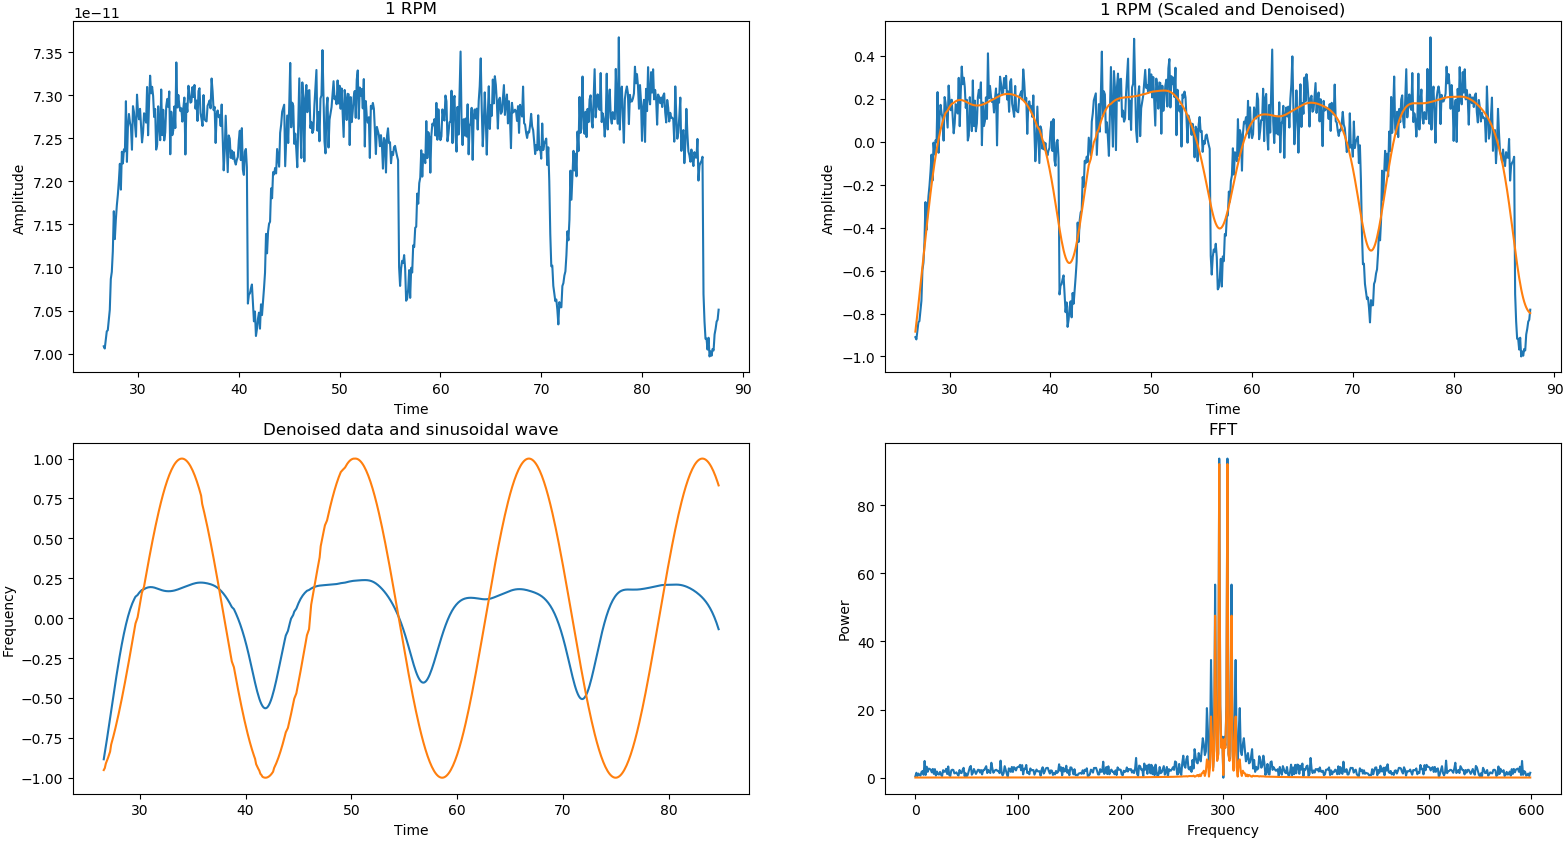 1 RPM
1e−11
7.35
7.30
7.25
7.20
7.15
7.10
7.05
7.00
Amplitude
30 40 50 60 70 80 90
Time
1 RPM (Scaled and Denoised)
0.4
0.2
0.0
−0.2
−0.4
−0.6
−0.8
−1.0
Amplitude
30 40 50 60 70 80 90
Time
Denoised data and sinusoidal wave
1.00
0.75
0.50
0.25
0.00
−0.25
−0.50
−0.75
−1.00
Frequency
30 40 50 60 70 80
Time
FFT
80
60
40
20
0
Power
0 100 200 300 400 500 600
Frequency